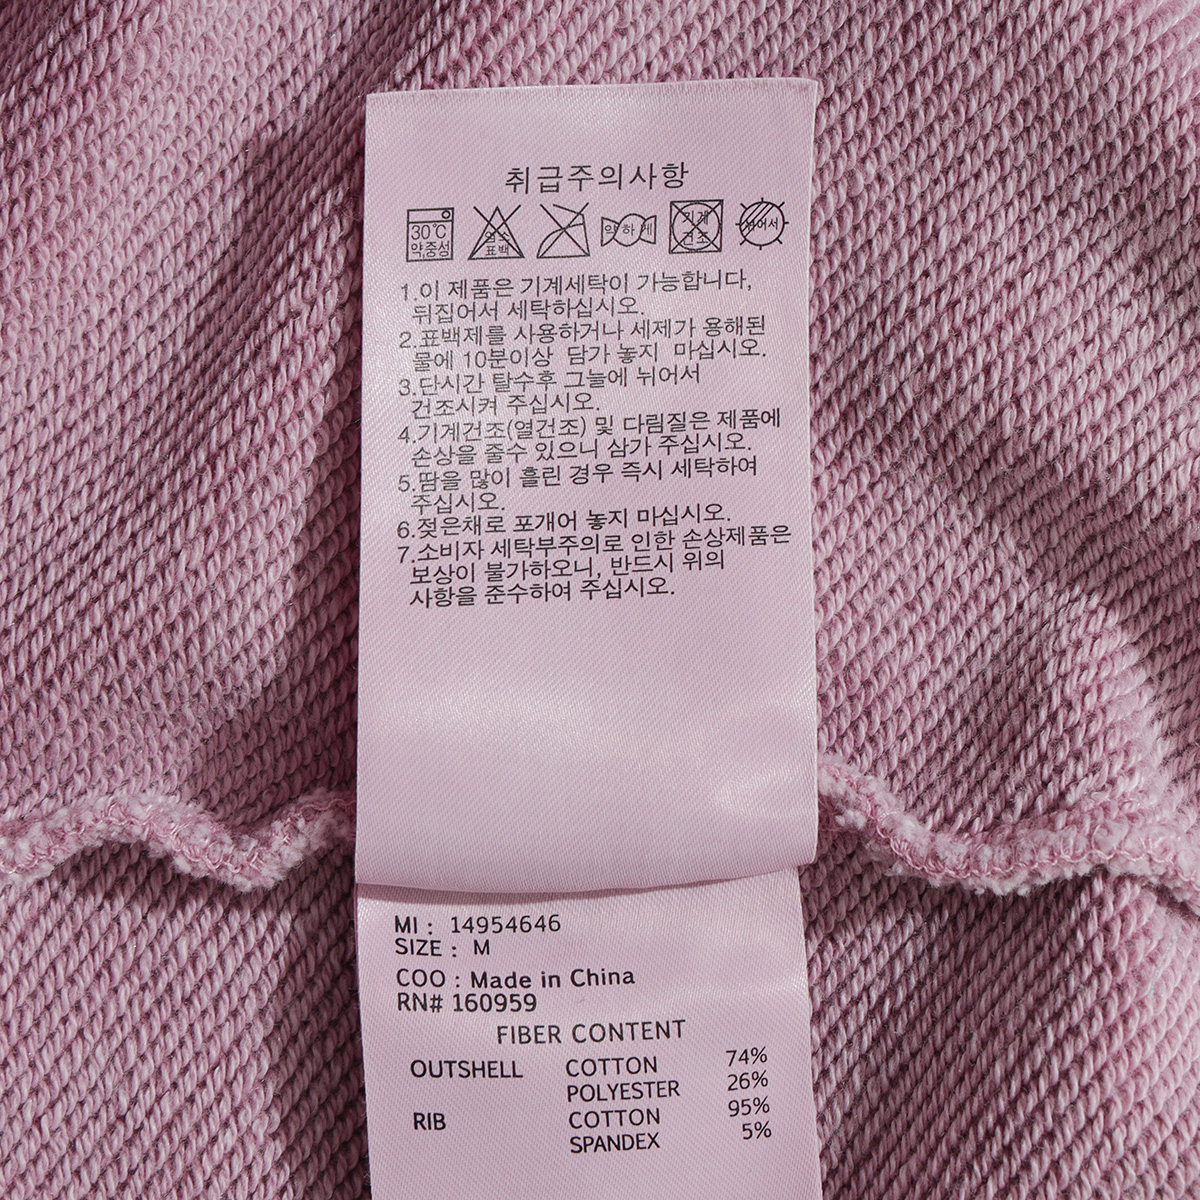 취급주의사항
30℃
약,중성
염소
표백
약하게
기계
건조
뉘어서
1.이 제품은 기계세탁이 가능합니다,
뒤집어서 세탁하십시오.
2.표백제를 사용하거나 세제가 용해된
물에 10분이상 담가 놓지 마십시오.
3.단시간 탈수후 그늘에 뉘어서
건조시켜 주십시오.
4.기계건조(열건조) 및 다림질은 제품에
손상을 줄수 있으니 삼가 주십시오.
5.땀을 많이 흘린 경우 즉시 세탁하여
주십시오.
6.젖은채로 포개어 놓지 마십시오.
7.소비자 세탁부주의로 인한 손상제품은
보상이 불가하오니, 반드시 위의
사항을 준수하여 주십시오.
MI : 14954646
SIZE : M
COO : Made in China
RN# 160959
FIBER CONTENT
OUTSHELL COTTON 74%
POLYESTER 26%
RIB COTTON 95%
SPANDEX 5%